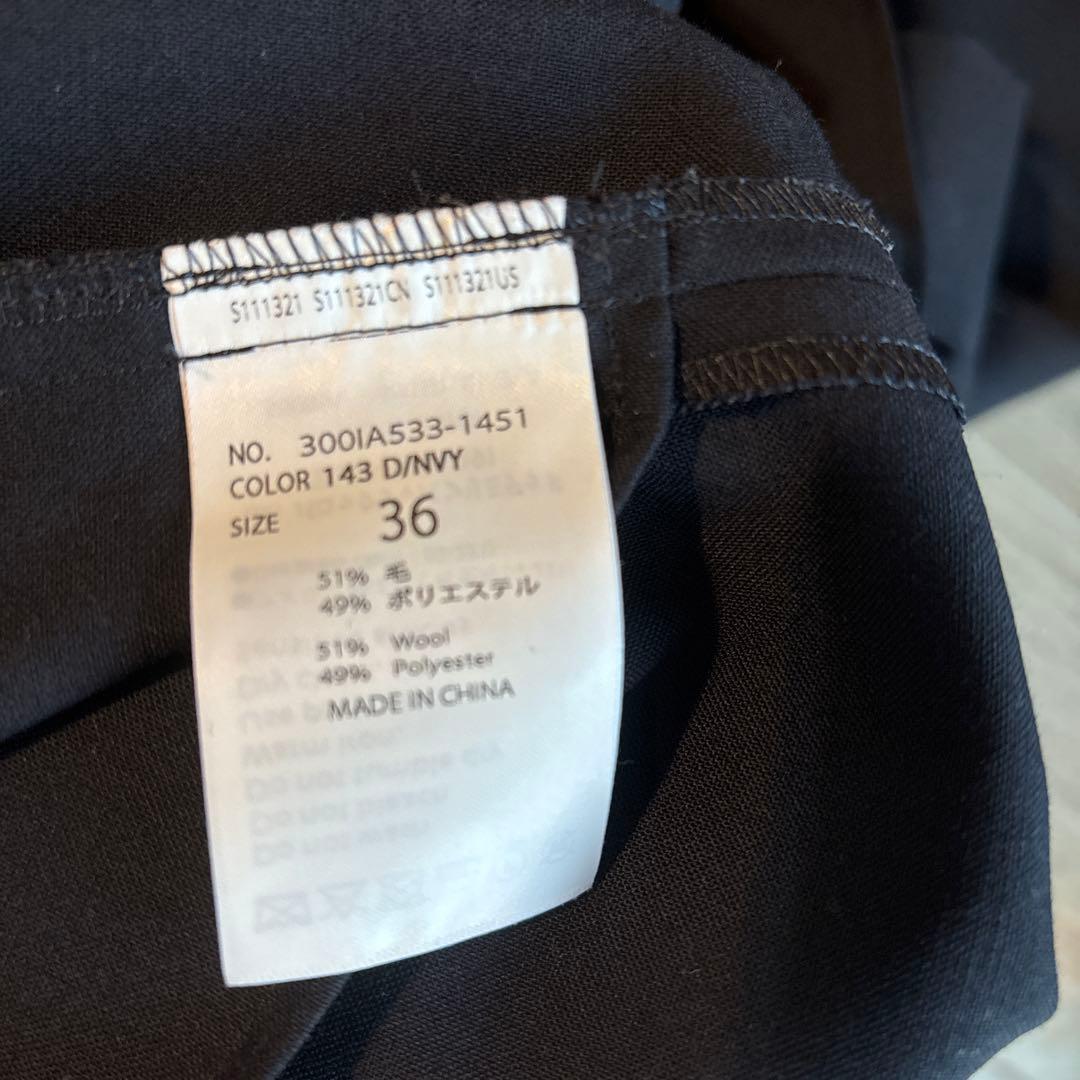 S111321 S111321CN S111321US
NO. 300IA533-1451
COLOR 143 D/NVY
SIZE 36
51% 毛
49% ポリエステル
51% Wool
49% Polyester
MADE IN CHINA